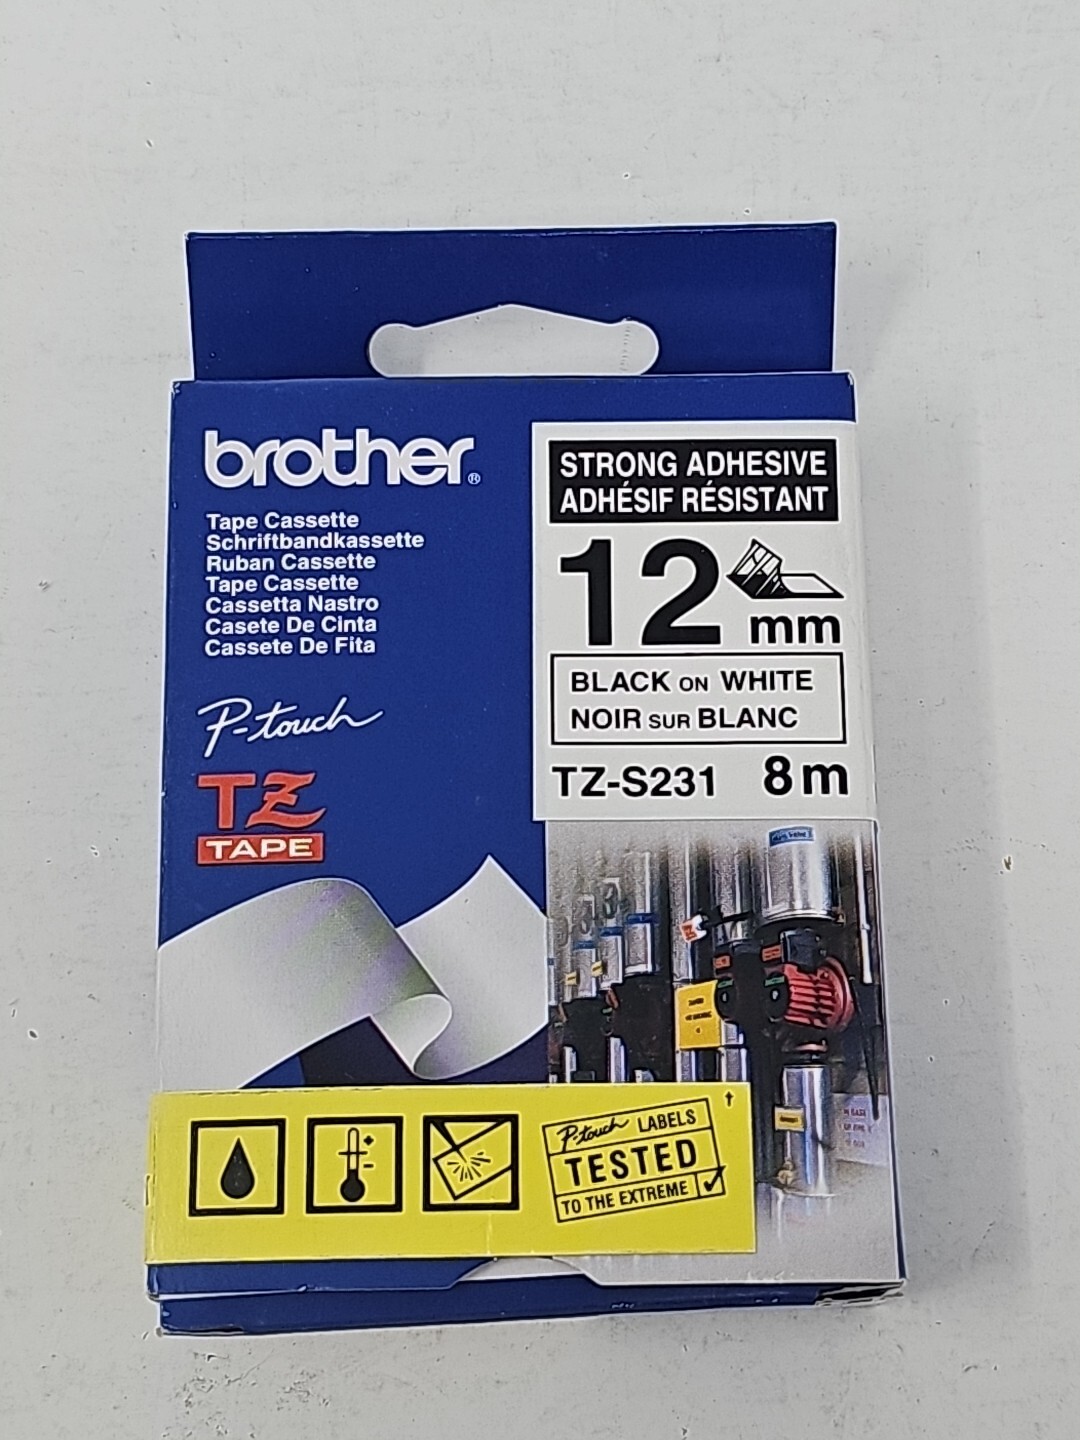 brother®
Tape Cassette
Schriftbandkassette
Ruban Cassette
Tape Cassette
Cassetta Nastro
Casete De Cinta
Cassete De Fita
P-touch
TZ
TAPE
STRONG ADHESIVE
ADHÉSIF RÉSISTANT
12 mm
BLACK ON WHITE
NOIR SUR BLANC
TZ-S231 8m
P-touch LABELS †
TESTED
TO THE EXTREME